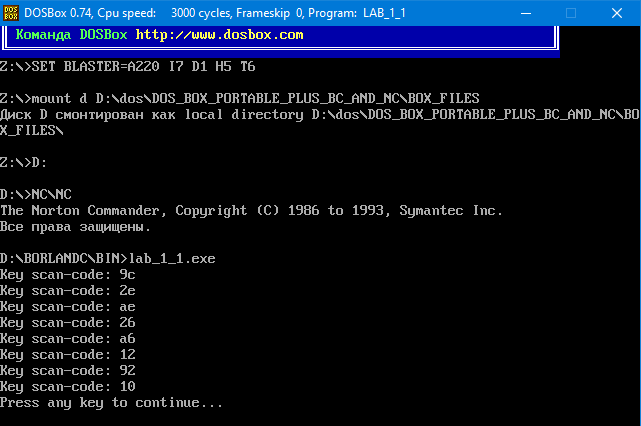 DOSBox 0.74, Cpu speed: 3000 cycles, Frameskip 0, Program: LAB_1_1
DOS BOX
Команда DOSBox http://www.dosbox.com
Z:\>SET BLASTER=A220 I7 D1 H5 T6
Z:\>mount d D:\dos\DOS_BOX_PORTABLE_PLUS_BC_AND_NC\BOX_FILES
Диск D смонтирован как local directory D:\dos\DOS_BOX_PORTABLE_PLUS_BC_AND_NC\BO
X_FILES\
Z:\>D:
D:\>NC\NC
The Norton Commander, Copyright (C) 1986 to 1993, Symantec Inc.
Все права защищены.
D:\BORLANDC\BIN>lab_1_1.exe
Key scan-code: 9c
Key scan-code: 2e
Key scan-code: ae
Key scan-code: 26
Key scan-code: a6
Key scan-code: 12
Key scan-code: 92
Key scan-code: 10
Press any key to continue...